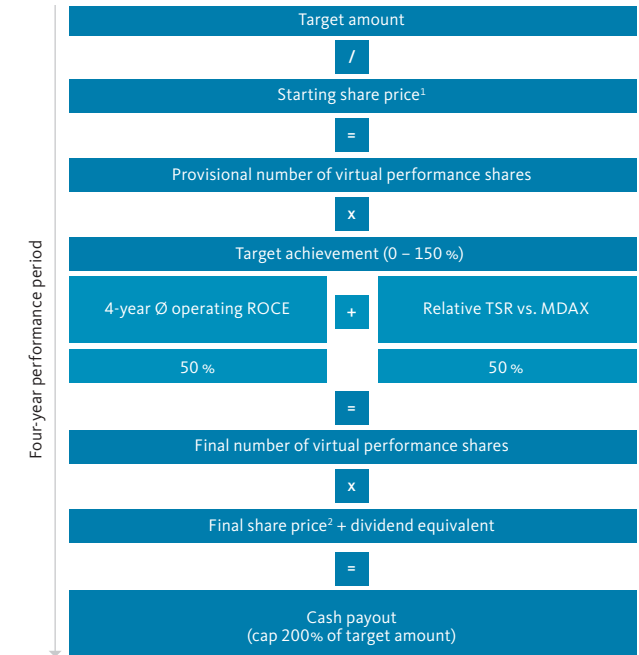 Target amount
/
Starting share price¹
=
Provisional number of virtual performance shares
x
Target achievement (0 – 150 %)
4-year Ø operating ROCE
+
Relative TSR vs. MDAX
50 %
50 %
=
Final number of virtual performance shares
x
Final share price² + dividend equivalent
=
Cash payout
(cap 200% of target amount)
Four-year performance period